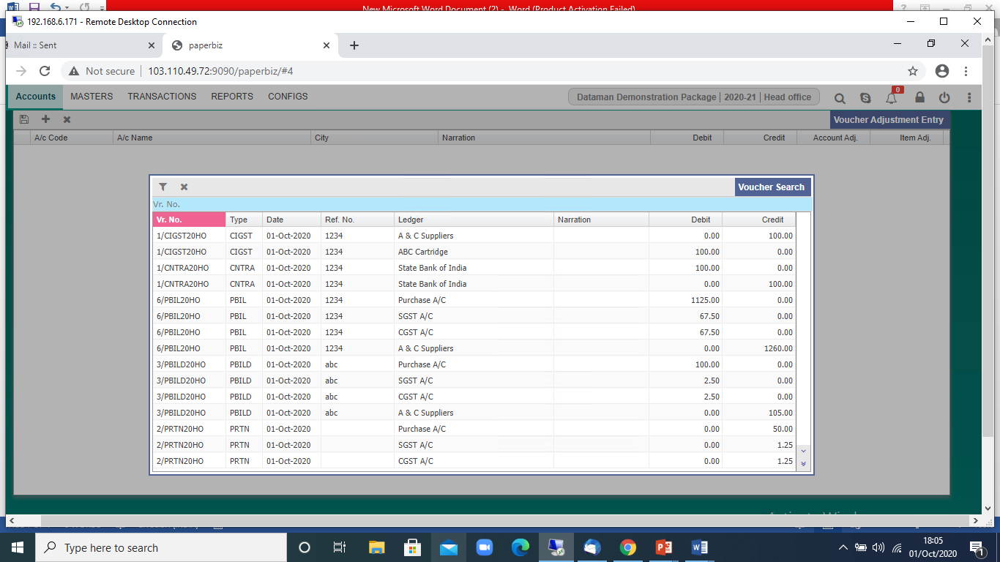 New Microsoft Word Document (2) - Word (Product Activation Failed)
192.168.6.171 - Remote Desktop Connection
Mail :: Sent
paperbiz
Not secure 103.110.49.72:9090/paperbiz/#4
Accounts MASTERS TRANSACTIONS REPORTS CONFIGS Dataman Demonstration Package | 2020-21 | Head office 0
Voucher Adjustment Entry
A/c Code A/c Name City Narration Debit Credit Account Adj. Item Adj.
Voucher Search
Vr. No.
Vr. No. Type Date Ref. No. Ledger Narration Debit Credit
1/CIGST20HO CIGST 01-Oct-2020 1234 A & C Suppliers 0.00 100.00
1/CIGST20HO CIGST 01-Oct-2020 1234 ABC Cartridge 100.00 0.00
1/CNTRA20HO CNTRA 01-Oct-2020 1234 State Bank of India 100.00 0.00
1/CNTRA20HO CNTRA 01-Oct-2020 1234 State Bank of India 0.00 100.00
6/PBIL20HO PBIL 01-Oct-2020 1234 Purchase A/C 1125.00 0.00
6/PBIL20HO PBIL 01-Oct-2020 1234 SGST A/C 67.50 0.00
6/PBIL20HO PBIL 01-Oct-2020 1234 CGST A/C 67.50 0.00
6/PBIL20HO PBIL 01-Oct-2020 1234 A & C Suppliers 0.00 1260.00
3/PBILD20HO PBILD 01-Oct-2020 abc Purchase A/C 100.00 0.00
3/PBILD20HO PBILD 01-Oct-2020 abc SGST A/C 2.50 0.00
3/PBILD20HO PBILD 01-Oct-2020 abc CGST A/C 2.50 0.00
3/PBILD20HO PBILD 01-Oct-2020 abc A & C Suppliers 0.00 105.00
2/PRTN20HO PRTN 01-Oct-2020 Purchase A/C 0.00 50.00
2/PRTN20HO PRTN 01-Oct-2020 SGST A/C 0.00 1.25
2/PRTN20HO PRTN 01-Oct-2020 CGST A/C 0.00 1.25
Type here to search
18:05
01/Oct/2020
1